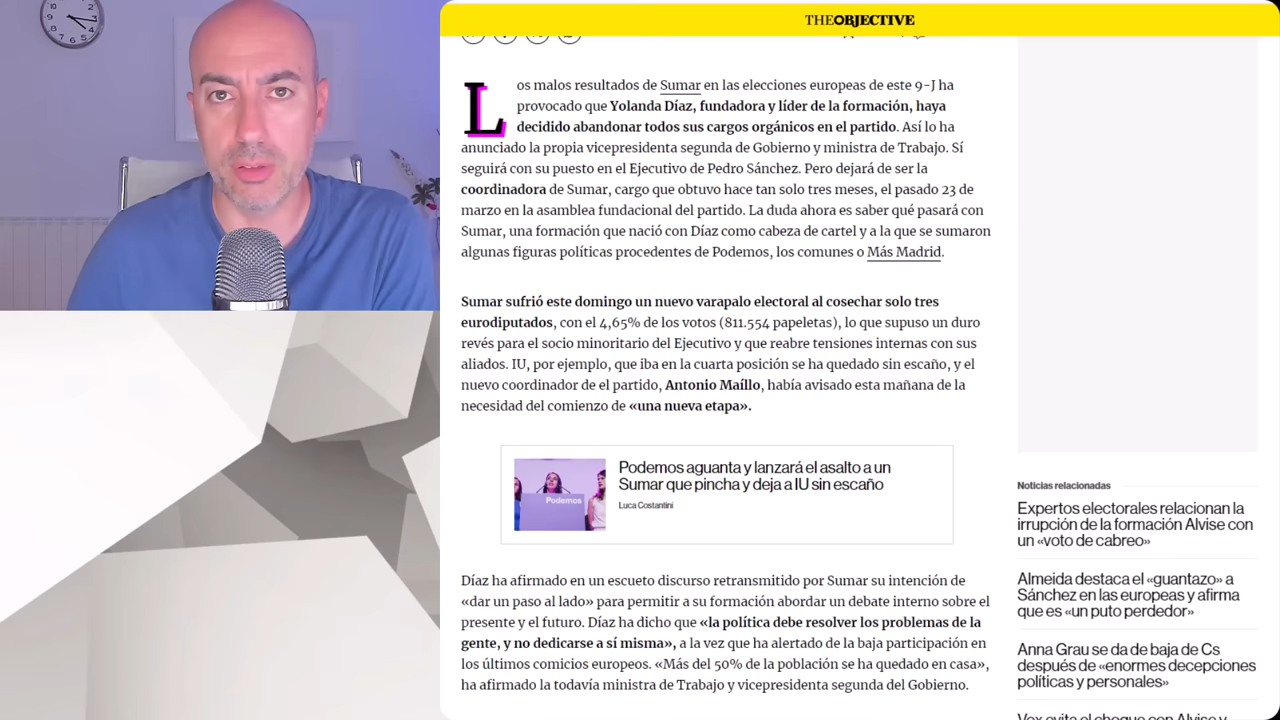 THEOBJECTIVE
Los malos resultados de Sumar en las elecciones europeas de este 9-J ha
provocado que Yolanda Díaz, fundadora y líder de la formación, haya
decidido abandonar todos sus cargos orgánicos en el partido. Así lo ha
anunciado la propia vicepresidenta segunda de Gobierno y ministra de Trabajo. Sí
seguirá con su puesto en el Ejecutivo de Pedro Sánchez. Pero dejará de ser la
coordinadora de Sumar, cargo que obtuvo hace tan solo tres meses, el pasado 23 de
marzo en la asamblea fundacional del partido. La duda ahora es saber qué pasará con
Sumar, una formación que nació con Díaz como cabeza de cartel y a la que se sumaron
algunas figuras políticas procedentes de Podemos, los comunes o Más Madrid.
Sumar sufrió este domingo un nuevo varapalo electoral al cosechar solo tres
eurodiputados, con el 4,65% de los votos (811.554 papeletas), lo que supuso un duro
revés para el socio minoritario del Ejecutivo y que reabre tensiones internas con sus
aliados. IU, por ejemplo, que iba en la cuarta posición se ha quedado sin escaño, y el
nuevo coordinador de el partido, Antonio Maíllo, había avisado esta mañana de la
necesidad del comienzo de «una nueva etapa».
Podemos
Podemos aguanta y lanzará el asalto a un
Sumar que pincha y deja a IU sin escaño
Luca Costantini
Díaz ha afirmado en un escueto discurso retransmitido por Sumar su intención de
«dar un paso al lado» para permitir a su formación abordar un debate interno sobre el
presente y el futuro. Díaz ha dicho que «la política debe resolver los problemas de la
gente, y no dedicarse a sí misma», a la vez que ha alertado de la baja participación en
los últimos comicios europeos. «Más del 50% de la población se ha quedado en casa»,
ha afirmado la todavía ministra de Trabajo y vicepresidenta segunda del Gobierno.
Noticias relacionadas
Expertos electorales relacionan la
irrupción de la formación Alvise con
un «voto de cabreo»
Almeida destaca el «guantazo» a
Sánchez en las europeas y afirma
que es «un puto perdedor»
Anna Grau se da de baja de Cs
después de «enormes decepciones
políticas y personales»
Vox evita el choque con Alvise y